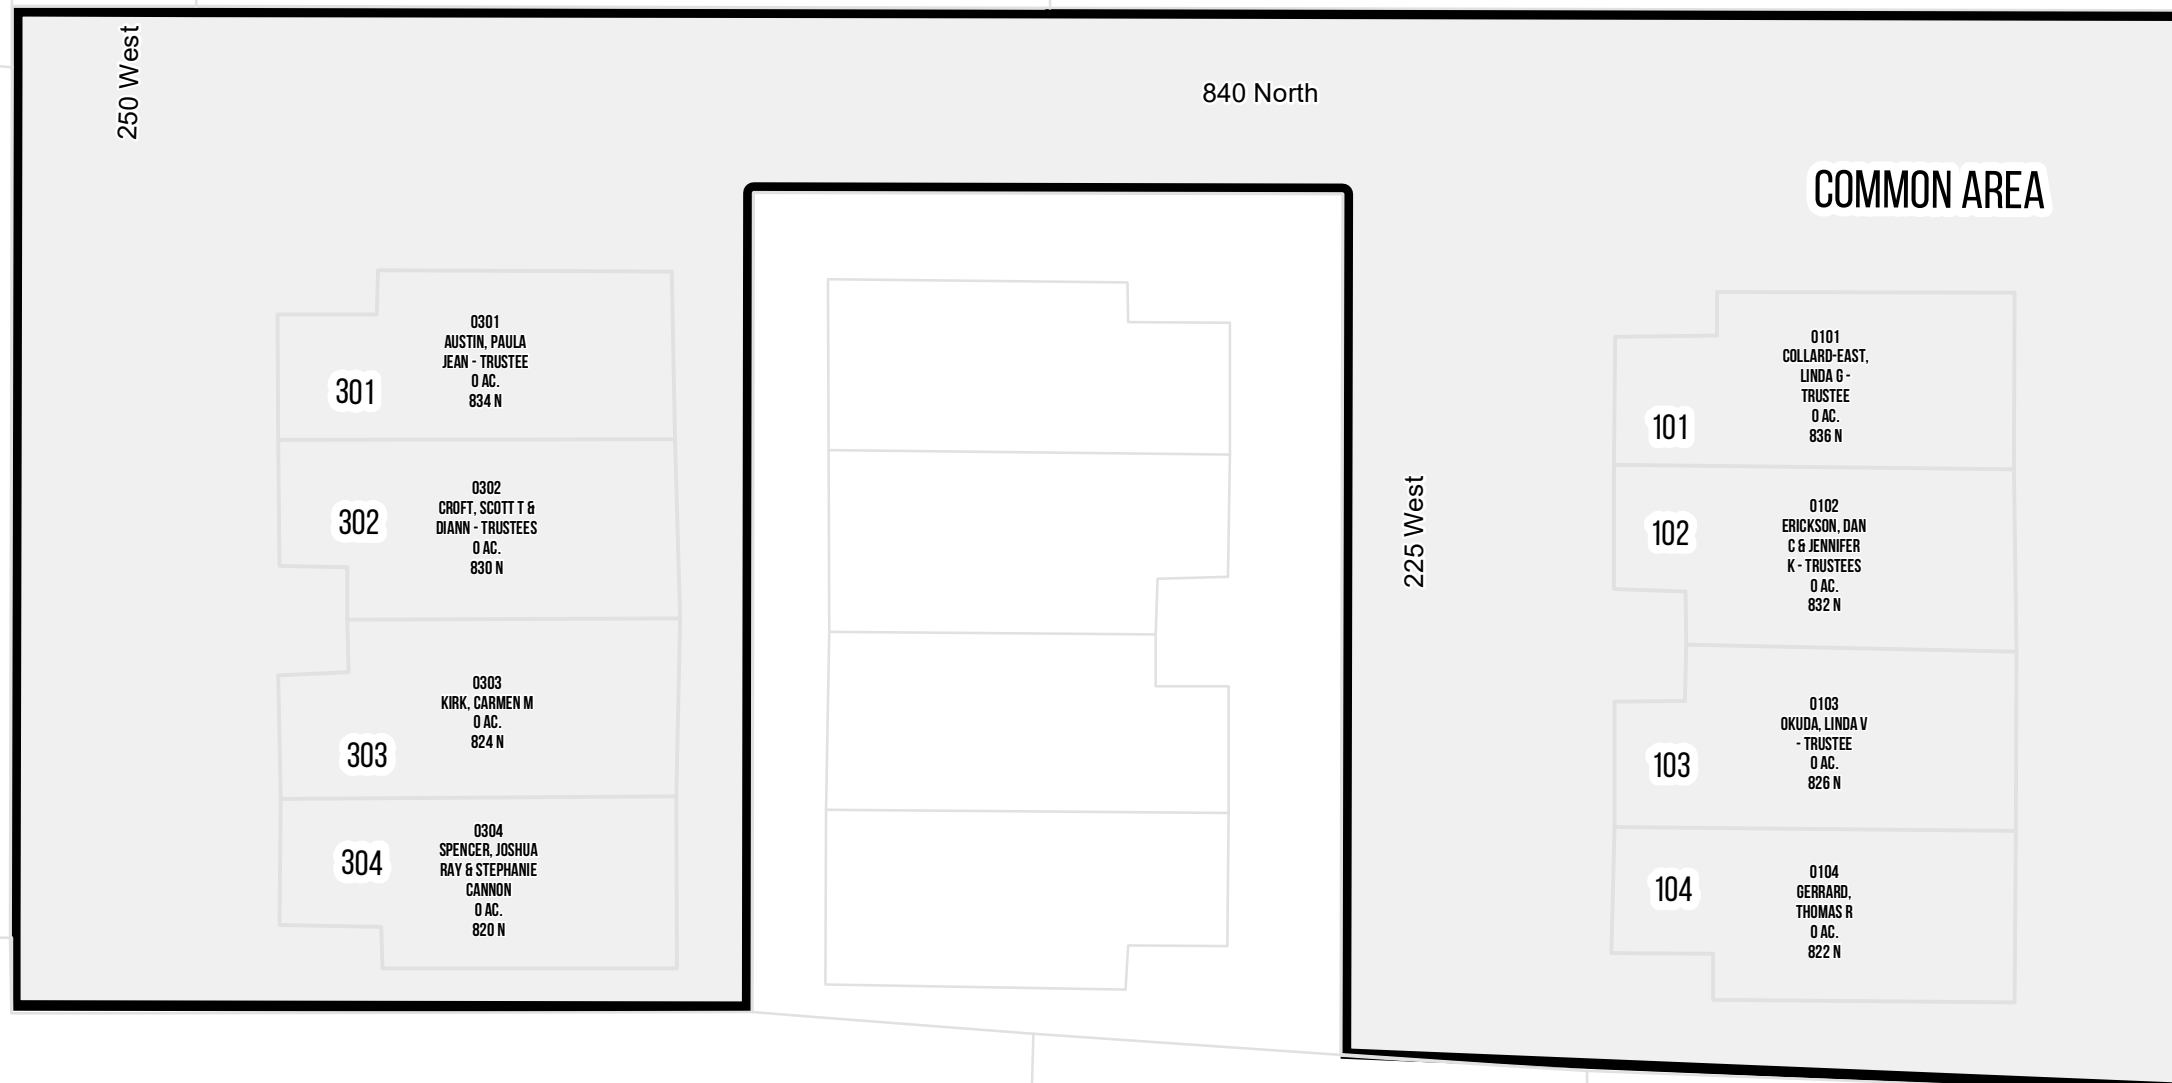 250 West
840 North
COMMON AREA
0301
AUSTIN, PAULA
JEAN - TRUSTEE
0 AC.
834 N
301
0302
CROFT, SCOTT T &
DIANN - TRUSTEES
0 AC.
830 N
302
0303
KIRK, CARMEN M
0 AC.
824 N
303
0304
SPENCER, JOSHUA
RAY & STEPHANIE
CANNON
0 AC.
820 N
304
225 West
0101
COLLARD-EAST,
LINDA G -
TRUSTEE
0 AC.
836 N
101
0102
ERICKSON, DAN
C & JENNIFER
K - TRUSTEES
0 AC.
832 N
102
0103
OKUDA, LINDA V
- TRUSTEE
0 AC.
826 N
103
0104
GERRARD,
THOMAS R
0 AC.
822 N
104